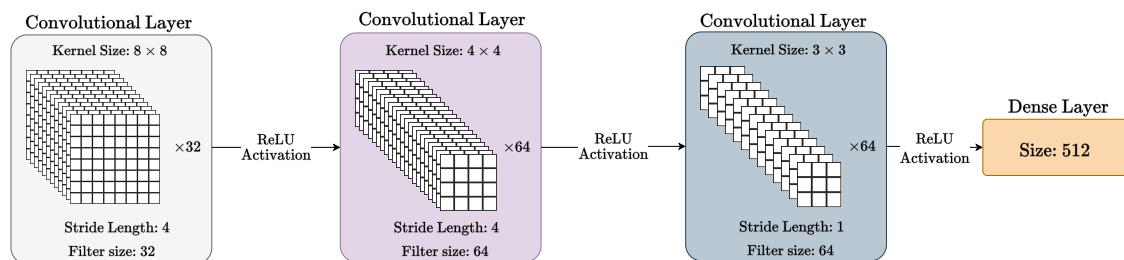 Convolutional Layer
Kernel Size: 8 × 8
×32
Stride Length: 4
Filter size: 32
ReLU
Activation
Convolutional Layer
Kernel Size: 4 × 4
×64
Stride Length: 4
Filter size: 64
ReLU
Activation
Convolutional Layer
Kernel Size: 3 × 3
×64
Stride Length: 1
Filter size: 64
ReLU
Activation
Dense Layer
Size: 512